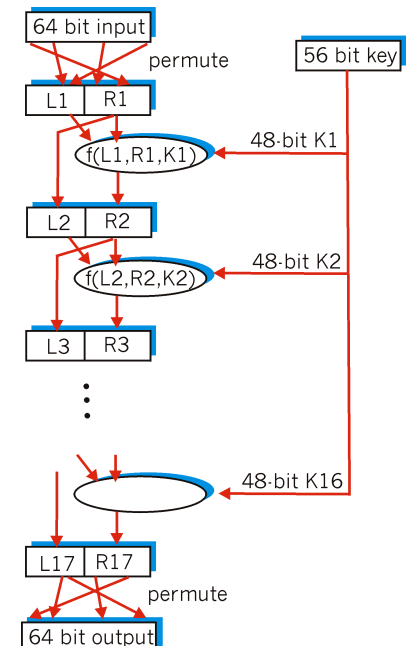 64 bit input
permute
56 bit key
L1 R1
48-bit K1
f(L1,R1,K1)
L2 R2
48-bit K2
f(L2,R2,K2)
L3 R3
48-bit K16
L17 R17
permute
64 bit output